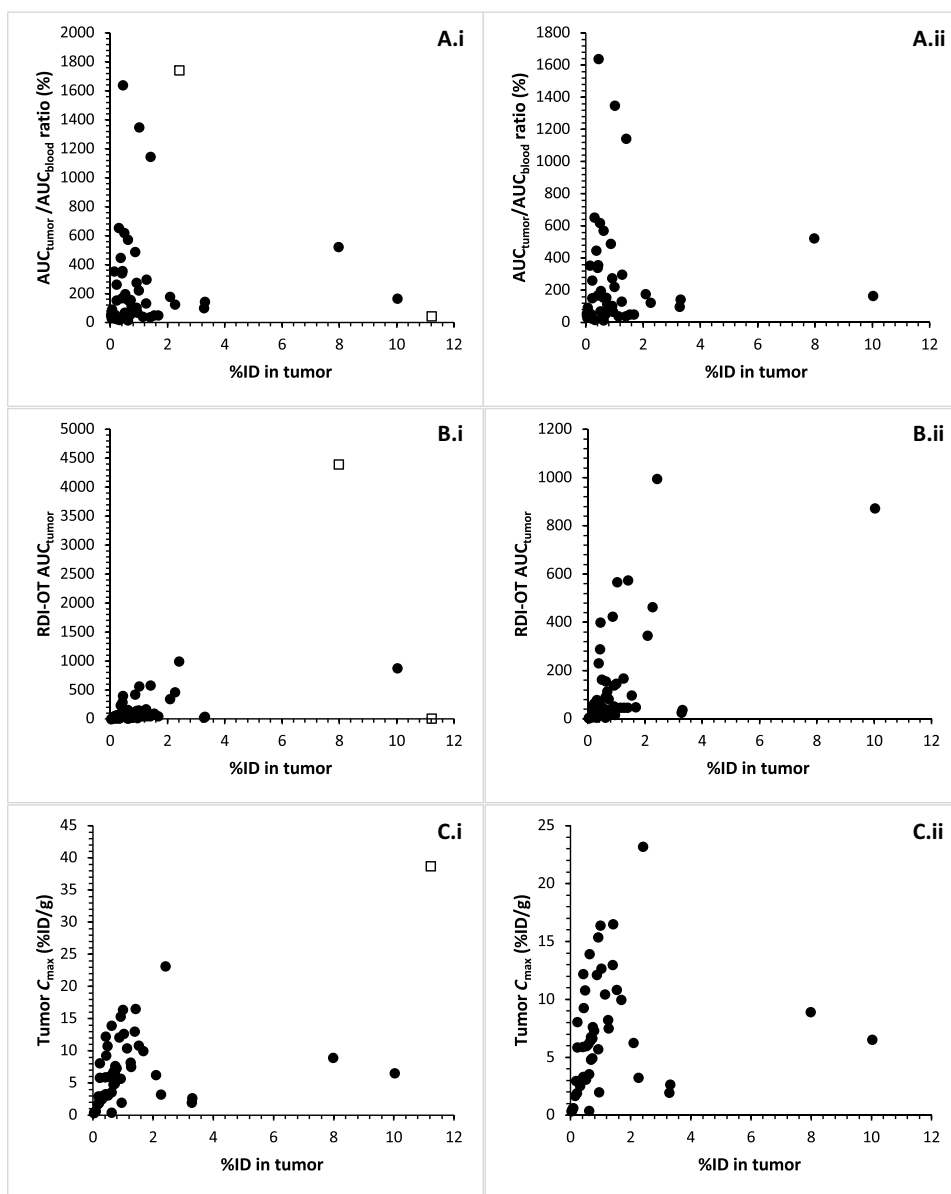 A.i
2000
1800
1600
1400
1200
1000
800
600
400
200
0
0 2 4 6 8 10 12
AUCtumor /AUCblood ratio (%)
%ID in tumor
A.ii
1800
1600
1400
1200
1000
800
600
400
200
0
0 2 4 6 8 10 12
AUCtumor/AUCblood ratio (%)
%ID in tumor
B.i
5000
4500
4000
3500
3000
2500
2000
1500
1000
500
0
0 2 4 6 8 10 12
RDI-OT AUCtumor
%ID in tumor
B.ii
1200
1000
800
600
400
200
0
0 2 4 6 8 10 12
RDI-OT AUCtumor
%ID in tumor
C.i
45
40
35
30
25
20
15
10
5
0
0 2 4 6 8 10 12
Tumor Cmax (%ID/g)
%ID in tumor
C.ii
25
20
15
10
5
0
0 2 4 6 8 10 12
Tumor Cmax (%ID/g)
%ID in tumor